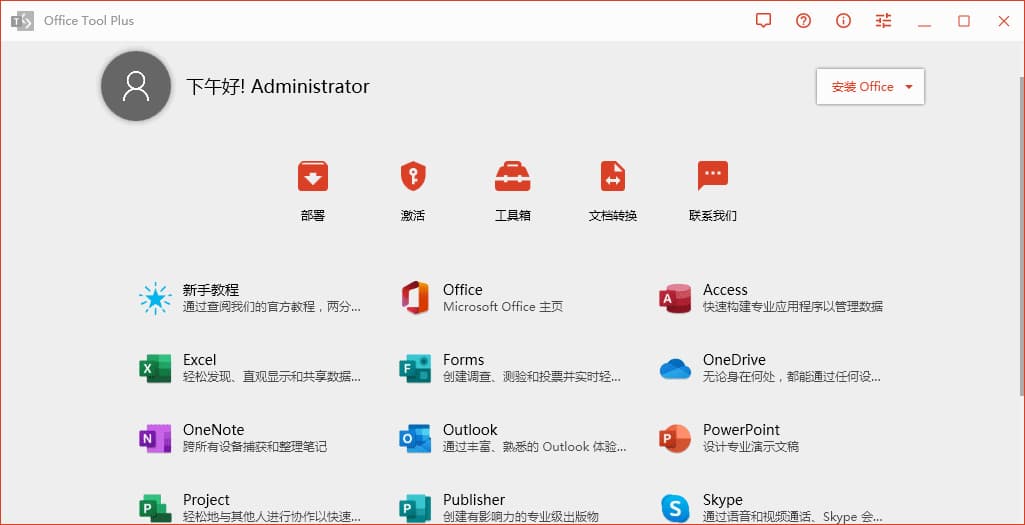 Office Tool Plus
下午好! Administrator
安装 Office
部署
激活
工具箱
文档转换
联系我们
新手教程
通过查阅我们的官方教程，两分...
Office
Microsoft Office 主页
Access
快速构建专业应用程序以管理数据
Excel
轻松发现、直观显示和共享数据...
Forms
创建调查、测验和投票并实时轻...
OneDrive
无论身在何处，都能通过任何设...
OneNote
跨所有设备捕获和整理笔记
Outlook
通过丰富、熟悉的 Outlook 体验...
PowerPoint
设计专业演示文稿
Project
轻松地与其他人进行协作以快速...
Publisher
创建有影响力的专业级出版物
Skype
通过语音和视频通话、Skype 会...